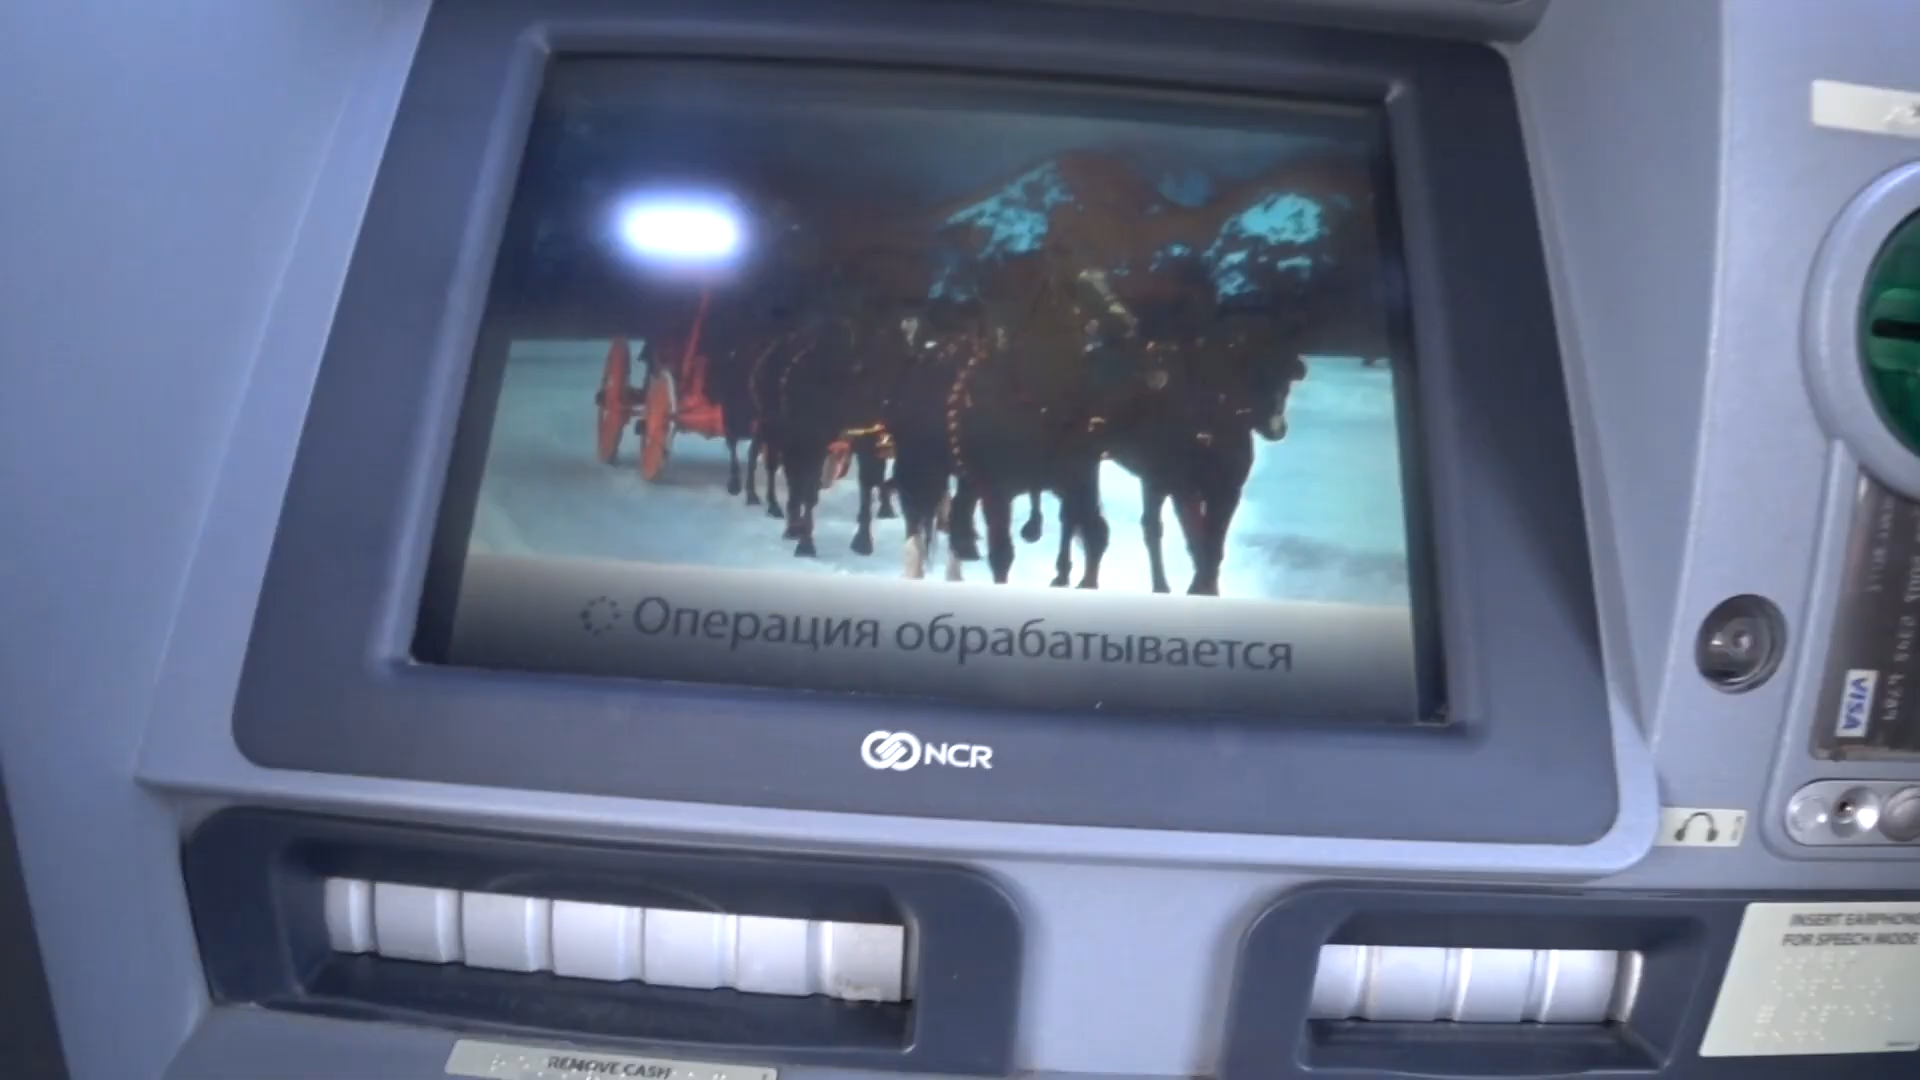 Операция обрабатывается
NCR
VISA
INSERT EARPHONE
FOR SPEECH MODE
REMOVE CASH